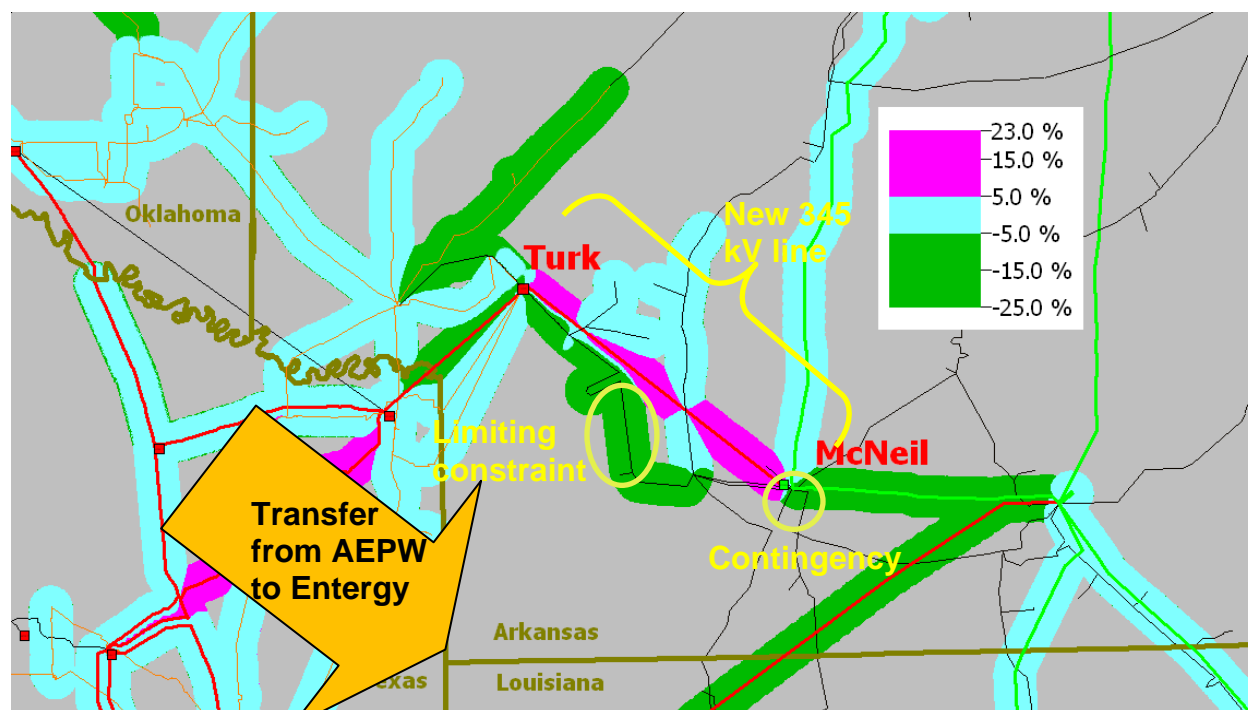 23.0 %
15.0 %
5.0 %
-5.0 %
-15.0 %
-25.0 %
Oklahoma
New 345
kV line
Turk
Limiting
constraint
McNeil
Transfer
from AEPW
to Entergy
Contingency
Arkansas
exas
Louisiana